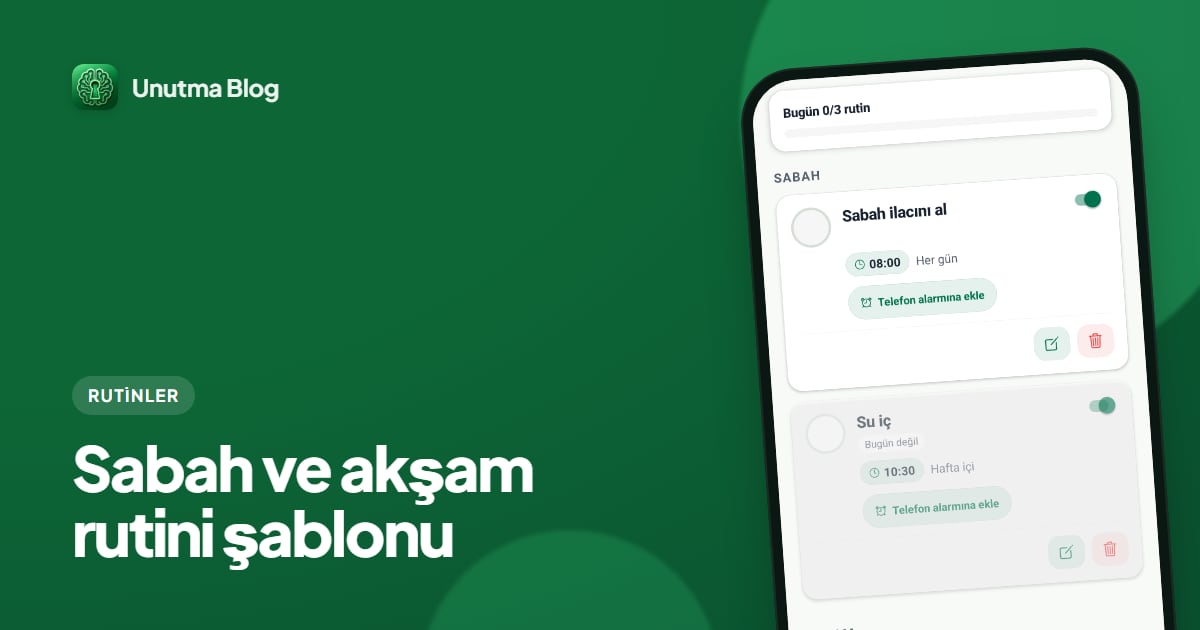 Unutma Blog
RUTİNLER
Sabah ve akşam
rutini şablonu
Bugün 0/3 rutin
SABAH
Sabah ilacını al
08:00 Her gün
Telefon alarmına ekle
Su iç
Bugün değil
10:30 Hafta içi
Telefon alarmına ekle